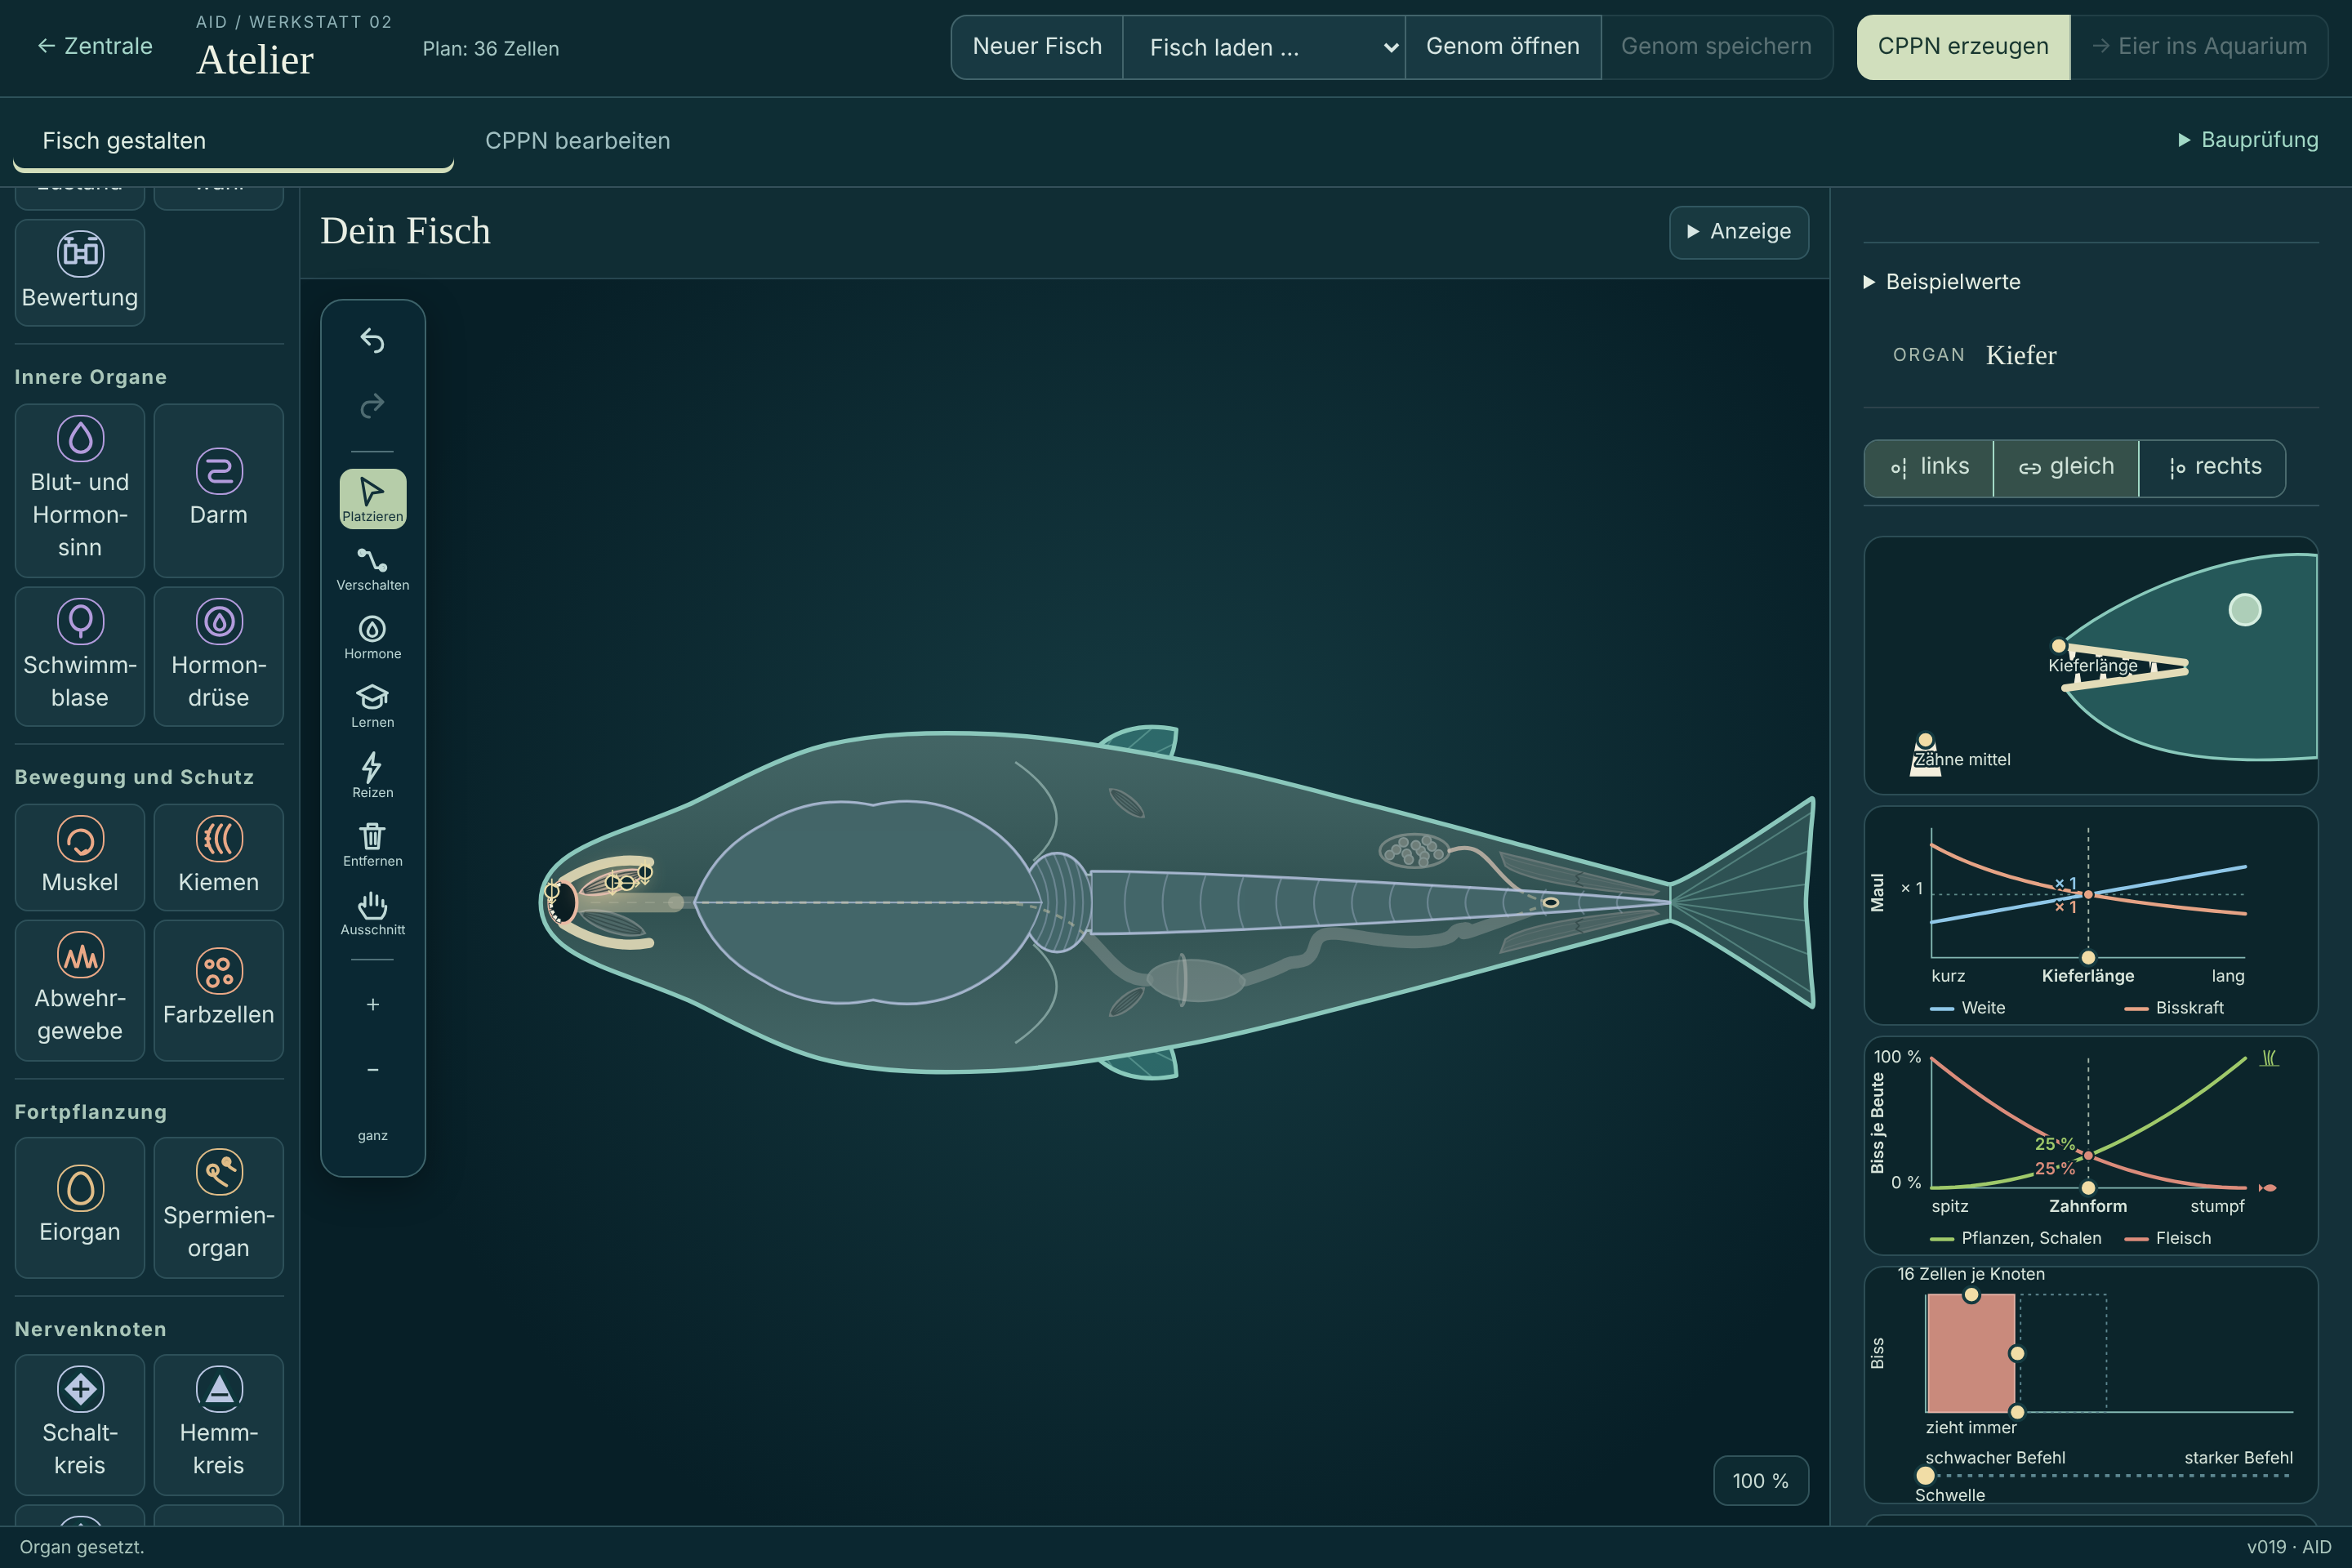 ← Zentrale
AID / WERKSTATT 02
Atelier
Plan: 36 Zellen
Neuer Fisch
Fisch laden ...
Genom öffnen
Genom speichern
CPPN erzeugen
→ Eier ins Aquarium
Fisch gestalten
CPPN bearbeiten
Bauprüfung
Bewertung
Innere Organe
Blut- und
Hormon-
sinn
Darm
Schwimm-
blase
Hormon-
drüse
Bewegung und Schutz
Muskel
Kiemen
Abwehr-
gewebe
Farbzellen
Fortpflanzung
Eiorgan
Spermien-
organ
Nervenknoten
Schalt-
kreis
Hemm-
kreis
Dein Fisch
Anzeige
Platzieren
Verschalten
Hormone
Lernen
Reizen
Entfernen
Ausschnitt
+
−
ganz
100 %
Beispielwerte
ORGAN Kiefer
links
gleich
rechts
Kieferlänge
Zähne mittel
Maul
× 1
× 1
× 1
kurz
Kieferlänge
lang
Weite
Bisskraft
Biss je Beute
100 %
25 %
25 %
0 %
spitz
Zahnform
stumpf
Pflanzen, Schalen
Fleisch
16 Zellen je Knoten
Biss
zieht immer
schwacher Befehl
starker Befehl
Schwelle
Organ gesetzt.
v019 · AID